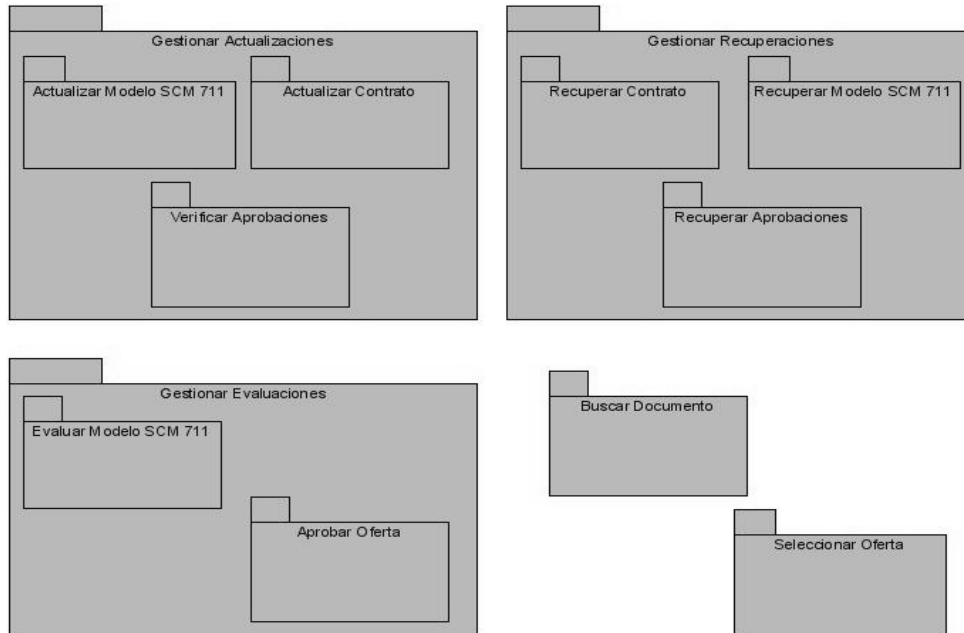 Gestionar Actualizaciones
Actualizar Modelo SCM 711
Actualizar Contrato
Verificar Aprobaciones
Gestionar Recuperaciones
Recuperar Contrato
Recuperar Modelo SCM 711
Recuperar Aprobaciones
Gestionar Evaluaciones
Evaluar Modelo SCM 711
Aprobar Oferta
Buscar Documento
Seleccionar Oferta